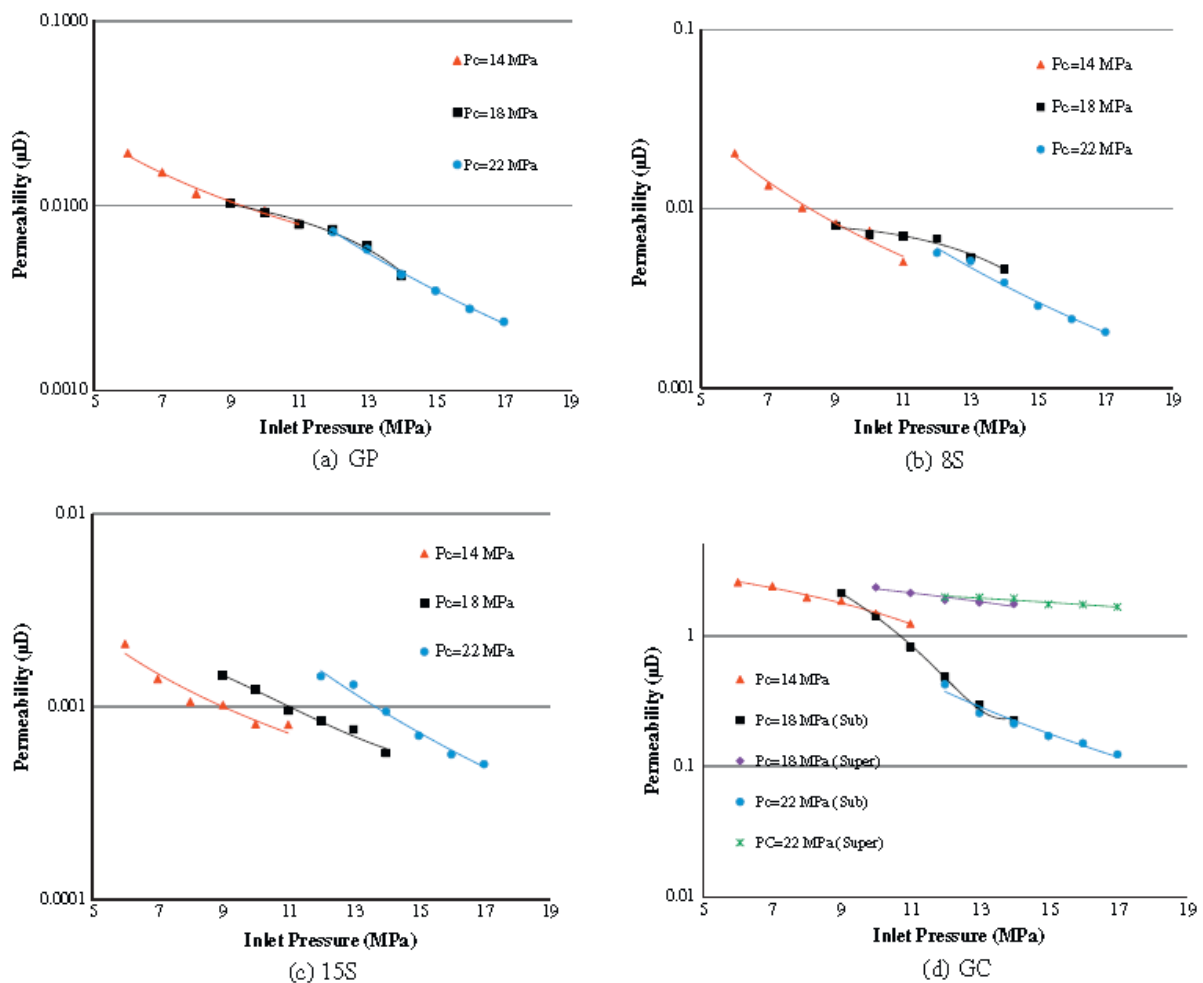 0.1000
0.0100
0.0010
Permeability (µD)
Pc=14 MPa
Pc=18 MPa
Pc=22 MPa
5 7 9 11 13 15 17 19
Inlet Pressure (MPa)
(a) GP
0.1
0.01
0.001
Permeability (µD)
Pc=14 MPa
Pc=18 MPa
Pc=22 MPa
5 7 9 11 13 15 17 19
Inlet Pressure (MPa)
(b) 8S
0.01
0.001
0.0001
Permeability (µD)
Pc=14 MPa
Pc=18 MPa
Pc=22 MPa
5 7 9 11 13 15 17 19
Inlet Pressure (MPa)
(c) 15S
1
0.1
0.01
Permeability (µD)
Pc=14 MPa
Pc=18 MPa (Sub)
Pc=18 MPa (Super)
Pc=22 MPa (Sub)
PC=22 MPa (Super)
5 7 9 11 13 15 17 19
Inlet Pressure (MPa)
(d) GC